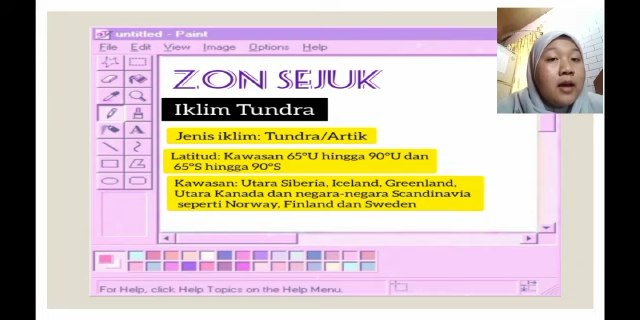 untitled - Paint
File Edit View Image Options Help
ZON SEJUK
Iklim Tundra
Jenis iklim: Tundra/Artik
Latitud: Kawasan 65°U hingga 90°U dan
65°S hingga 90°S
Kawasan: Utara Siberia, Iceland, Greenland,
Utara Kanada dan negara-negara Scandinavia
seperti Norway, Finland dan Sweden
For Help, click Help Topics on the Help Menu.